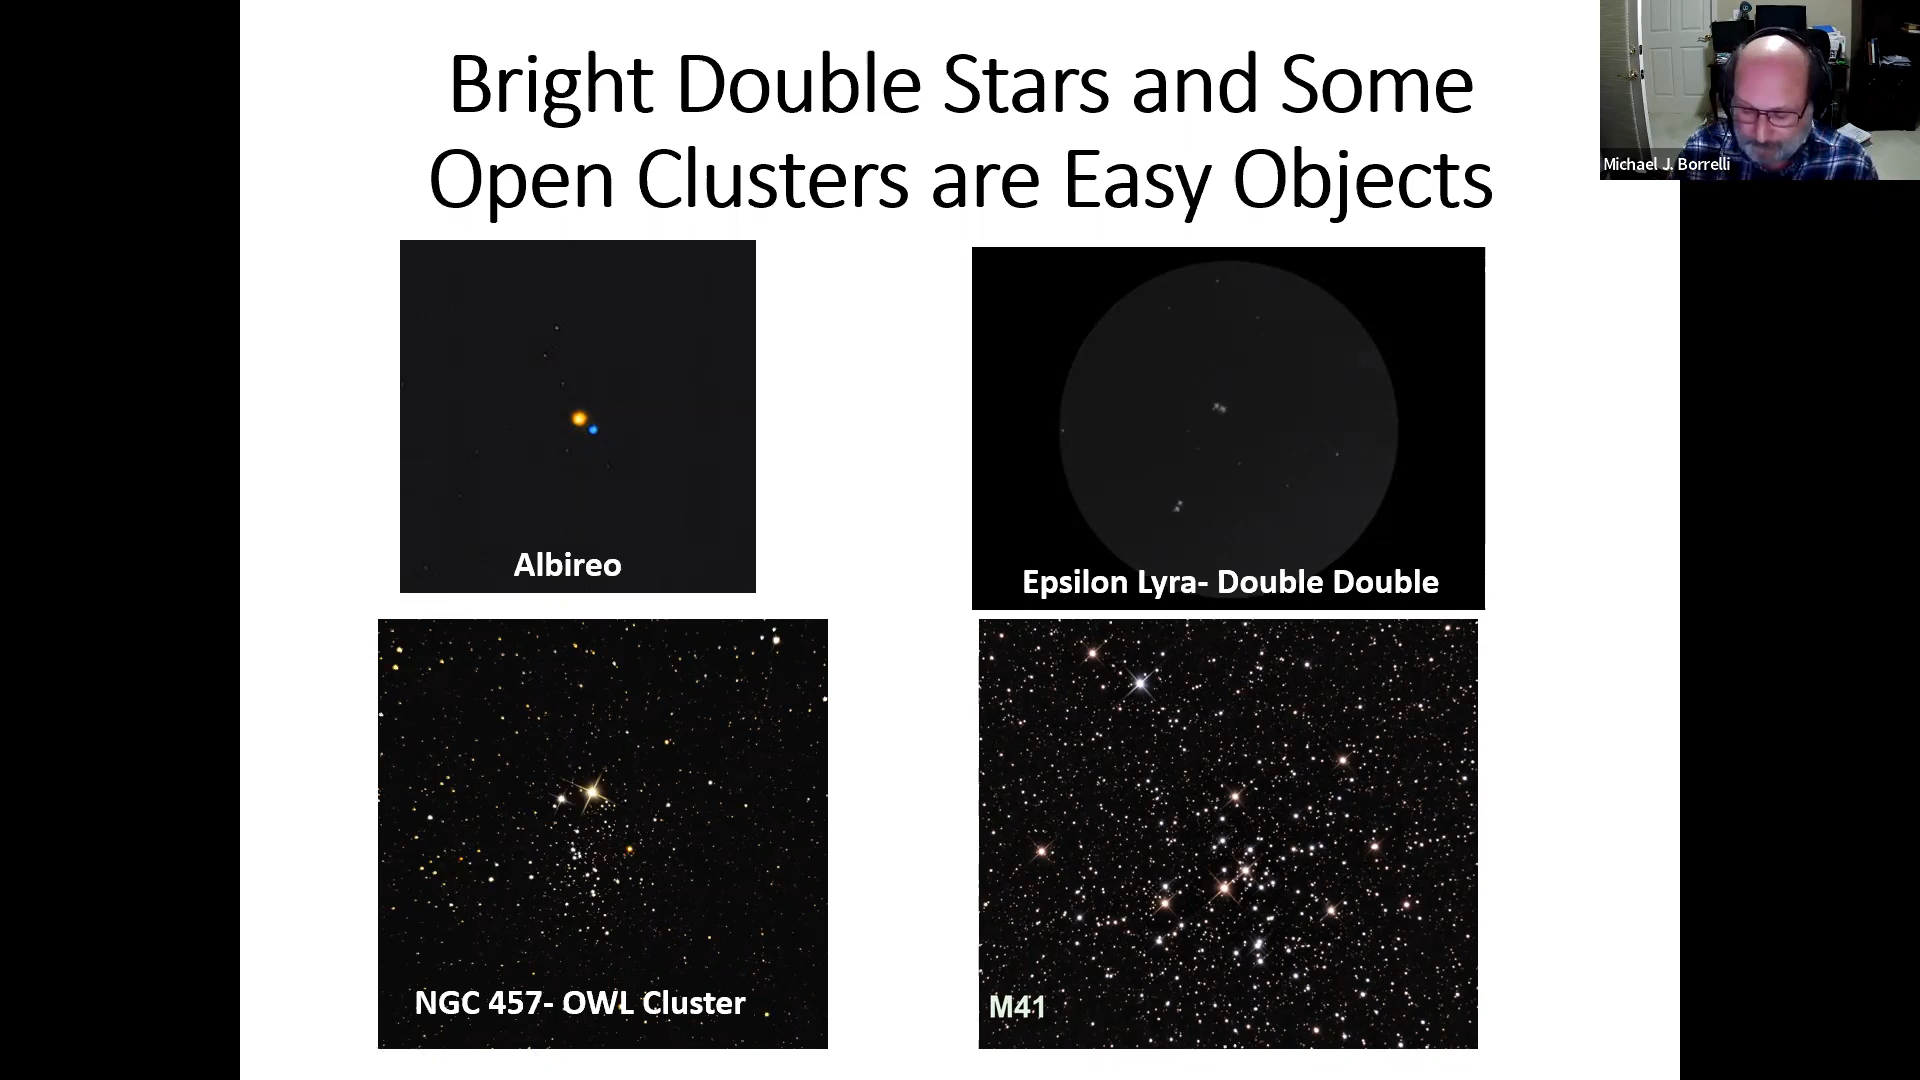 Bright Double Stars and Some
Open Clusters are Easy Objects
Michael J. Borrelli
Albireo
Epsilon Lyra- Double Double
NGC 457- OWL Cluster
M41